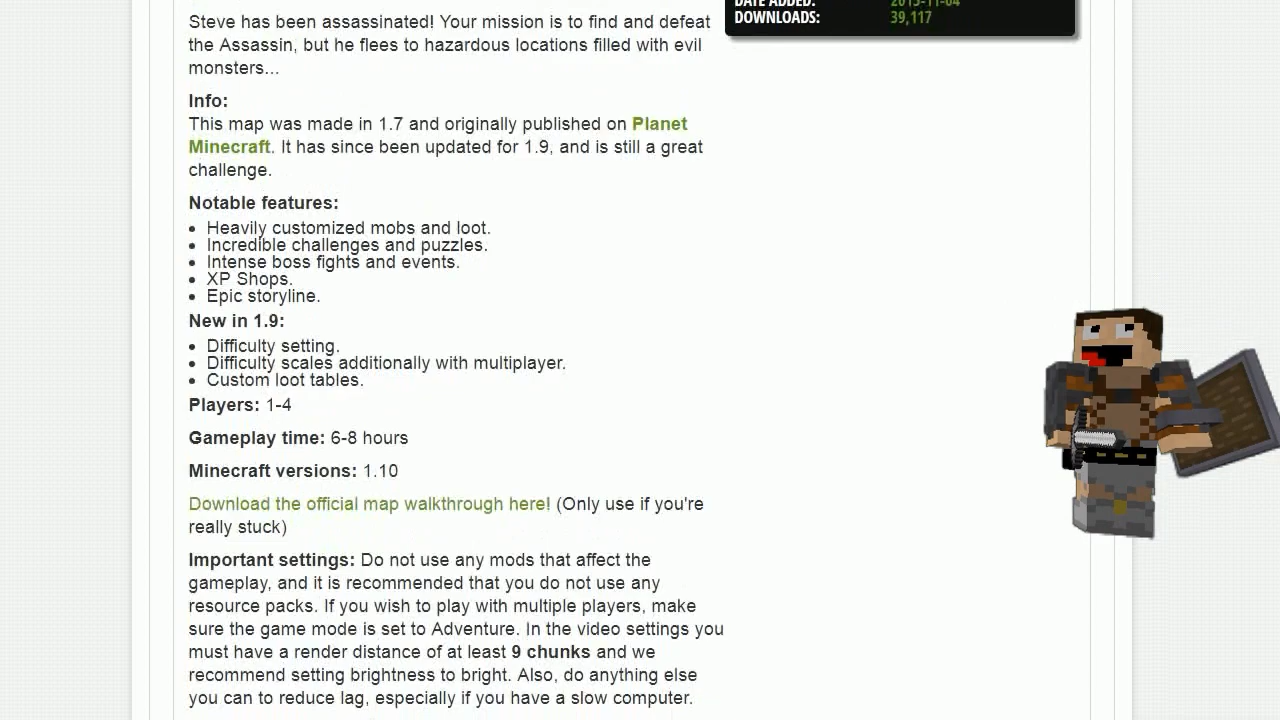 DATE ADDED: 2015-11-04
DOWNLOADS: 39,117
Steve has been assassinated! Your mission is to find and defeat
the Assassin, but he flees to hazardous locations filled with evil
monsters...
Info:
This map was made in 1.7 and originally published on Planet
Minecraft. It has since been updated for 1.9, and is still a great
challenge.
Notable features:
• Heavily customized mobs and loot.
• Incredible challenges and puzzles.
• Intense boss fights and events.
• XP Shops.
• Epic storyline.
New in 1.9:
• Difficulty setting.
• Difficulty scales additionally with multiplayer.
• Custom loot tables.
Players: 1-4
Gameplay time: 6-8 hours
Minecraft versions: 1.10
Download the official map walkthrough here! (Only use if you're
really stuck)
Important settings: Do not use any mods that affect the
gameplay, and it is recommended that you do not use any
resource packs. If you wish to play with multiple players, make
sure the game mode is set to Adventure. In the video settings you
must have a render distance of at least 9 chunks and we
recommend setting brightness to bright. Also, do anything else
you can to reduce lag, especially if you have a slow computer.